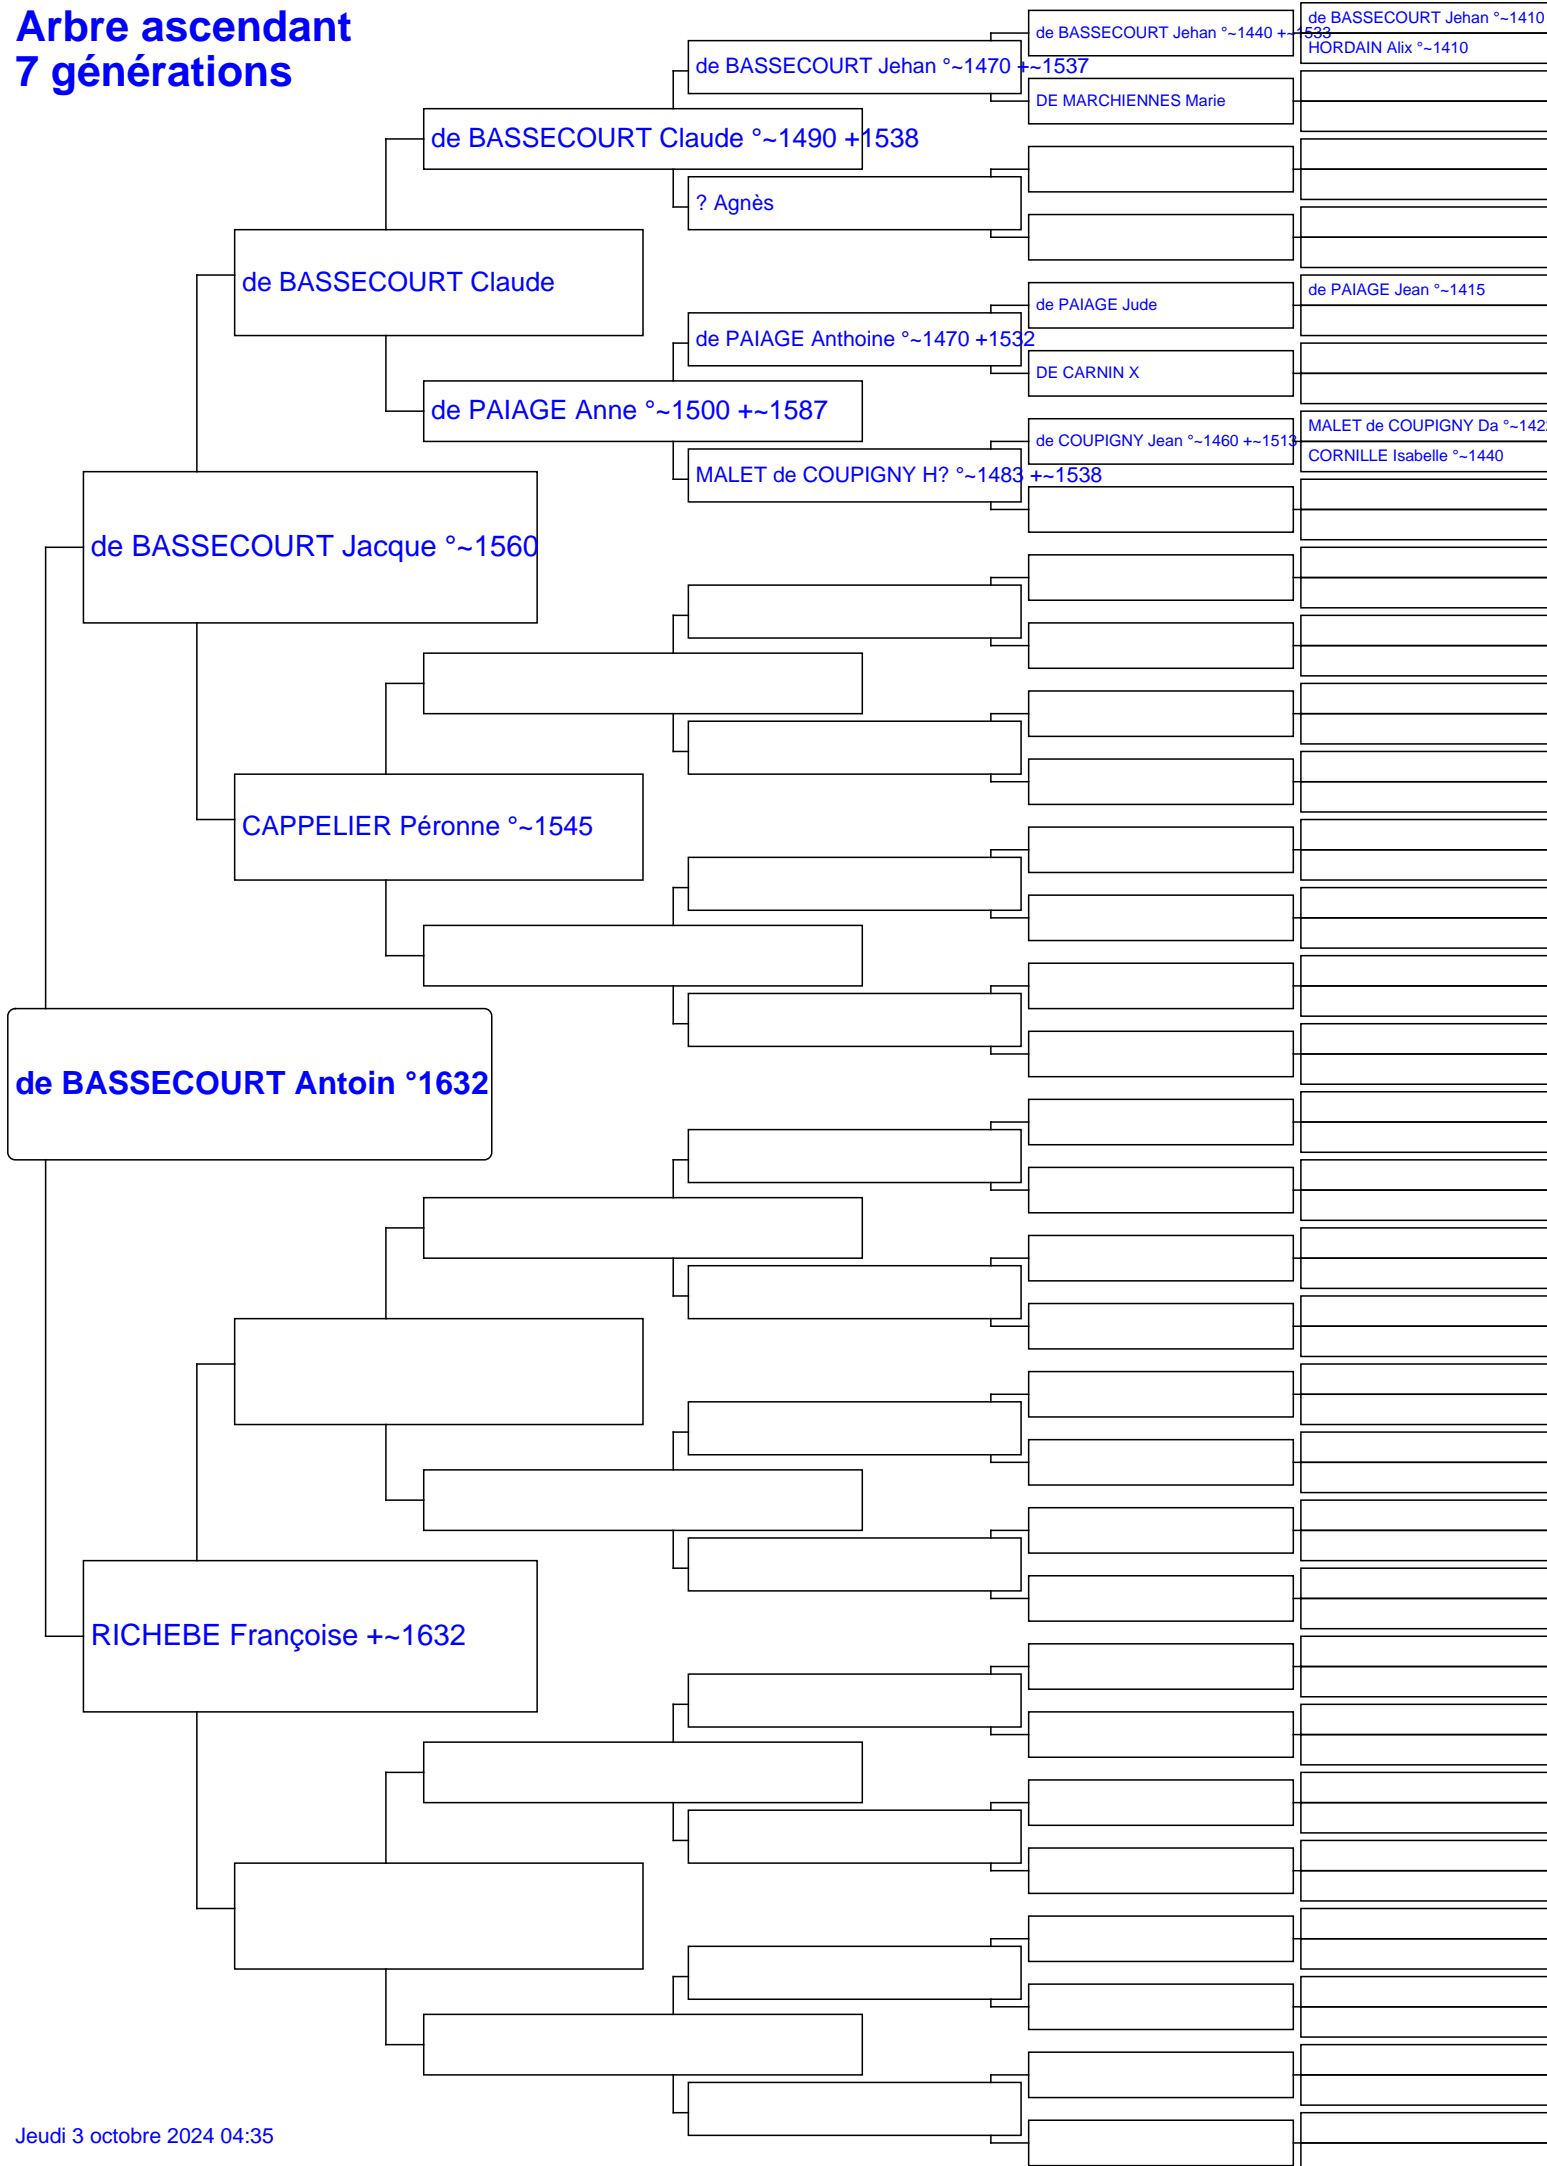 Arbre ascendant
7 générations
de BASSECOURT Jehan °~1410
HORDAIN Alix °~1410
de BASSECOURT Jehan °~1440 +~1533
de BASSECOURT Jehan °~1470 +~1537
DE MARCHIENNES Marie
de BASSECOURT Claude °~1490 +1538
? Agnès
de BASSECOURT Claude
de PAIAGE Jean °~1415
de PAIAGE Jude
de PAIAGE Anthoine °~1470 +1532
DE CARNIN X
de PAIAGE Anne °~1500 +~1587
MALET de COUPIGNY Da °~142
de COUPIGNY Jean °~1460 +~1513
CORNILLE Isabelle °~1440
MALET de COUPIGNY H? °~1483 +~1538
de BASSECOURT Jacque °~1560
CAPPELIER Péronne °~1545
de BASSECOURT Antoin °1632
RICHEBE Françoise +~1632
Jeudi 3 octobre 2024 04:35